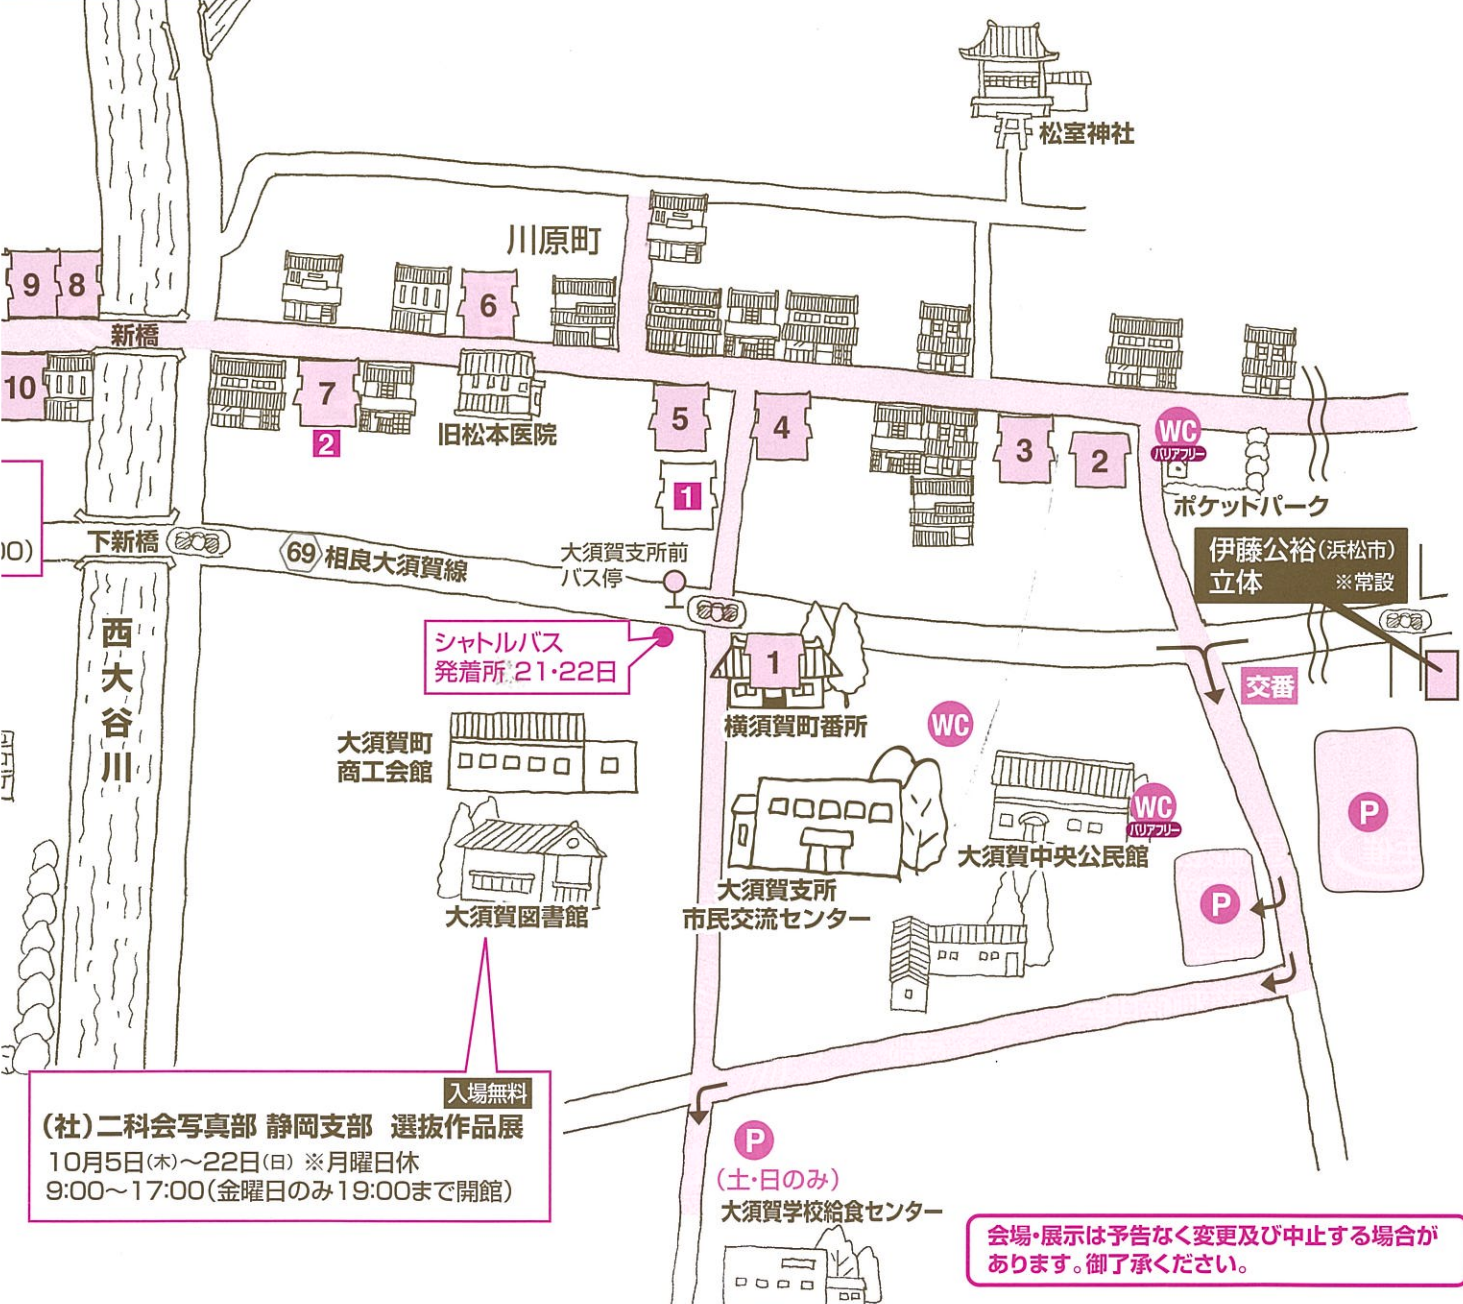 松室神社
川原町
9
8
6
新橋
10
7
2
旧松本医院
5
4
3
2
WC
バリアフリー
1
ポケットパーク
00)
下新橋
69 相良大須賀線
大須賀支所前
バス停
伊藤公裕(浜松市)
立体 ※常設
西大谷川
シャトルバス
発着所 21・22日
1
交番
横須賀町番所
WC
大須賀町
商工会館
P
WC
バリアフリー
大須賀中央公民館
大須賀支所
市民交流センター
P
大須賀図書館
入場無料
(社)二科会写真部 静岡支部 選抜作品展
10月5日(木)〜22日(日) ※月曜日休
9:00〜17:00(金曜日のみ19:00まで開館)
P
(土・日のみ)
大須賀学校給食センター
会場・展示は予告なく変更及び中止する場合が
あります。御了承ください。